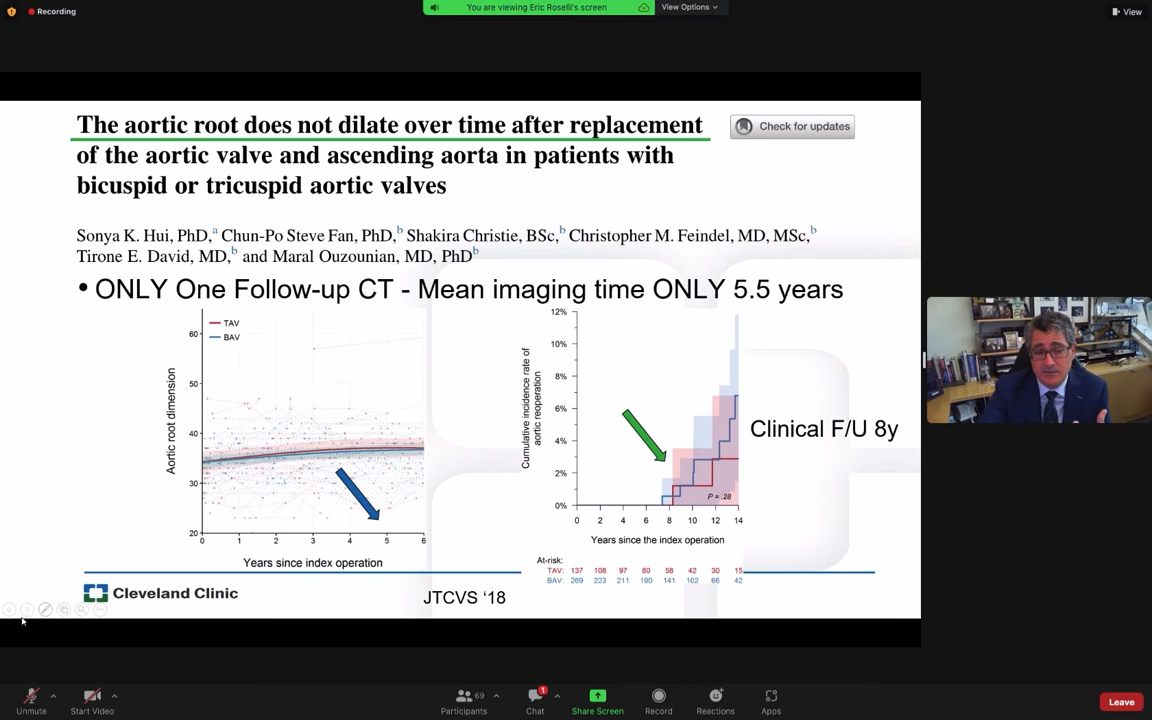 Recording
You are viewing Eric Roselli's screen
View Options
View
The aortic root does not dilate over time after replacement
of the aortic valve and ascending aorta in patients with
bicuspid or tricuspid aortic valves
Check for updates
Sonya K. Hui, PhD,a Chun-Po Steve Fan, PhD,b Shakira Christie, BSc,b Christopher M. Feindel, MD, MSc,b
Tirone E. David, MD,b and Maral Ouzounian, MD, PhDb
• ONLY One Follow-up CT - Mean imaging time ONLY 5.5 years
TAV
BAV
Aortic root dimension
60
50
40
30
20
0 1 2 3 4 5 6
Years since index operation
Cumulative incidence rate of
aortic reoperation
12%
10%
8%
6%
4%
2%
0%
P = .28
0 2 4 6 8 10 12 14
Years since the index operation
At-risk:
TAV: 137 108 97 80 58 42 30 15
BAV: 269 223 211 190 141 102 66 42
Clinical F/U 8y
Cleveland Clinic
JTCVS ‘18
Unmute
Start Video
Participants 69
Chat 1
Share Screen
Record
Reactions
Apps
Leave